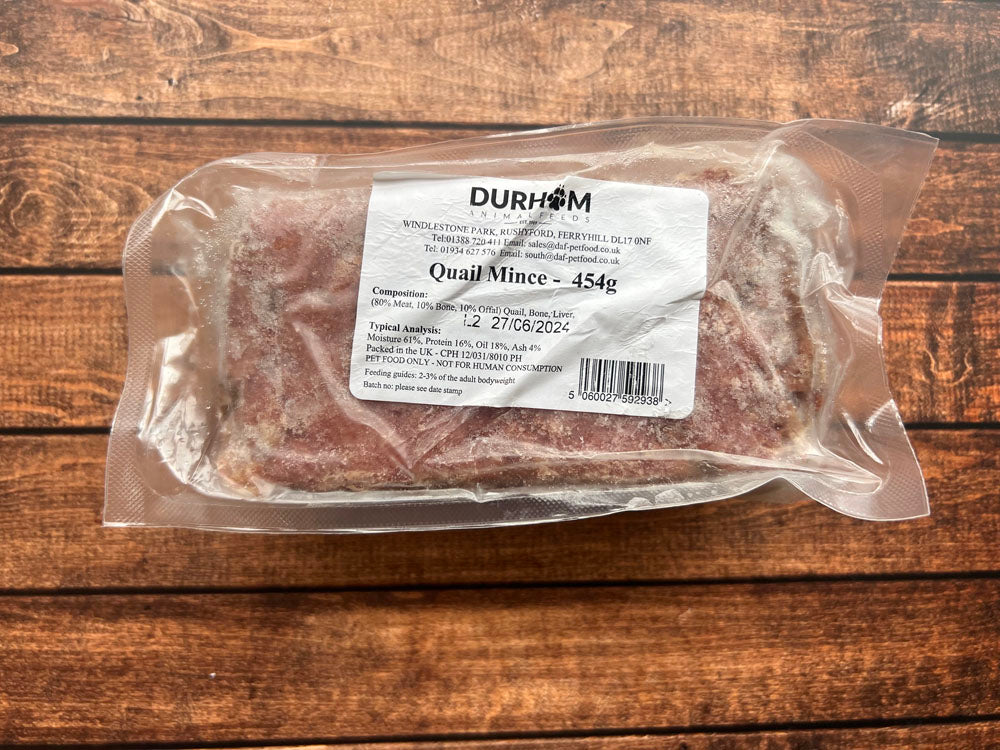 DURHAM
ANIMALFEEDS
WINDLESTONE PARK, RUSHYFORD, FERRYHILL DL17 0NF
Tel:01388 720 411 Email: sales@daf-petfood.co.uk
Tel: 01934 627 576 Email: south@daf-petfood.co.uk
Quail Mince - 454g
Composition:
(80% Meat, 10% Bone, 10% Offal) Quail, Bone, Liver.
L2 27/06/2024
Typical Analysis:
Moisture 61%, Protein 16%, Oil 18%, Ash 4%
Packed in the UK - CPH 12/031/8010 PH
PET FOOD ONLY - NOT FOR HUMAN CONSUMPTION
Feeding guides: 2-3% of the adult bodyweight
Batch no: please see date stamp
5 060027 592938 >